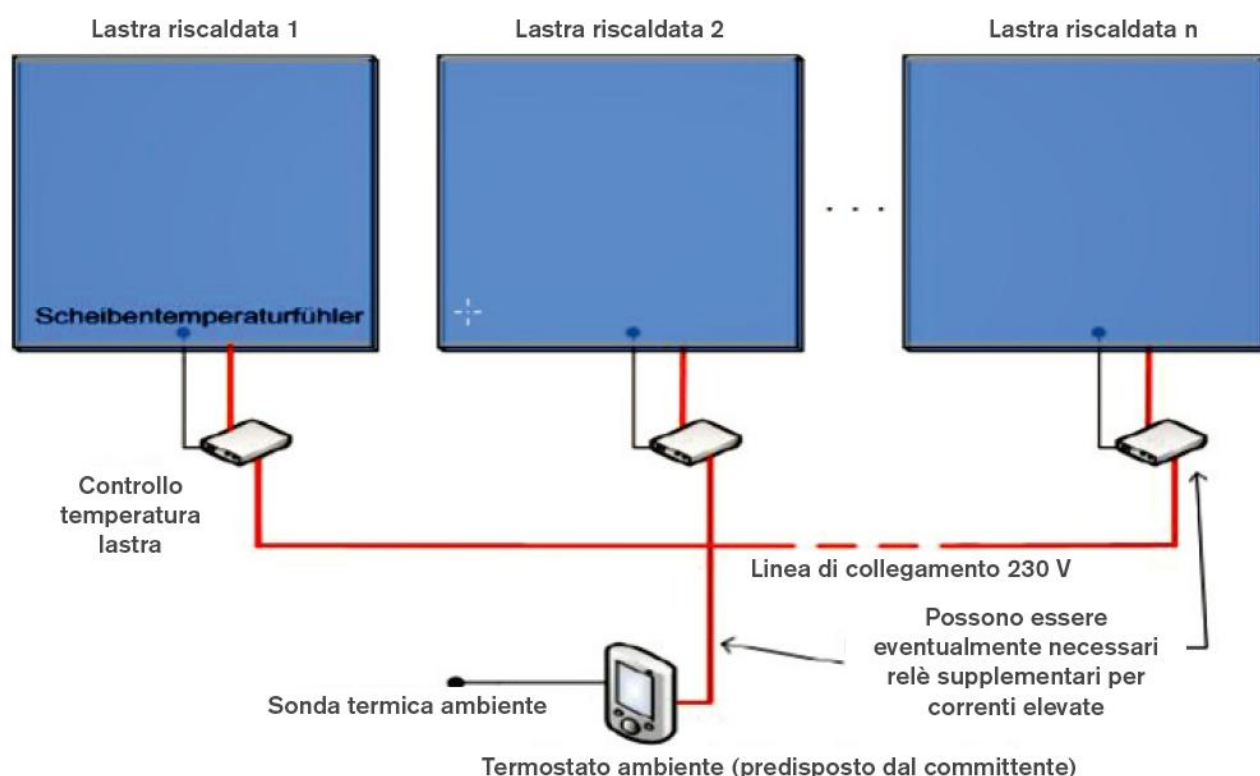 Lastra riscaldata 1
Lastra riscaldata 2
Lastra riscaldata n
Scheibentemperaturfühler
. . .
Controllo
temperatura
lastra
Linea di collegamento 230 V
Possono essere
eventualmente necessari
relè supplementari per
correnti elevate
Sonda termica ambiente
Termostato ambiente (predisposto dal committente)